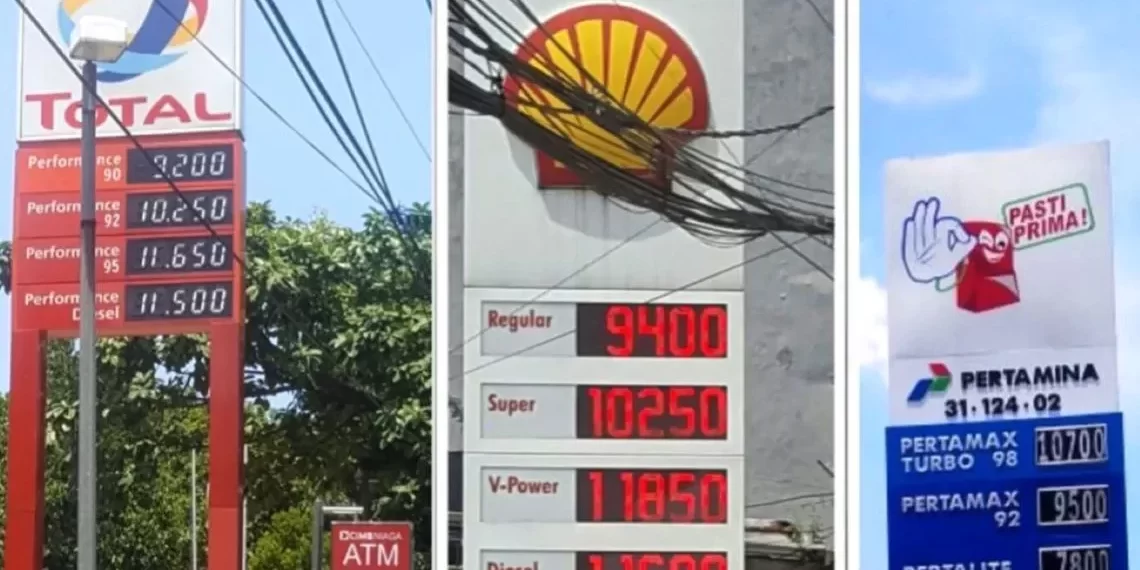 TOTAL
Performance 90 9.200
Performance 92 10.250
Performance 95 11.650
Performance Diesel 11.500
CIMB NIAGA
ATM
Regular 9400
Super 10250
V-Power 11850
Diesel
PASTI
PRIMA!
PERTAMINA
31·124·02
PERTAMAX
TURBO 98 10700
PERTAMAX
92 9500
PERTALITE 7800